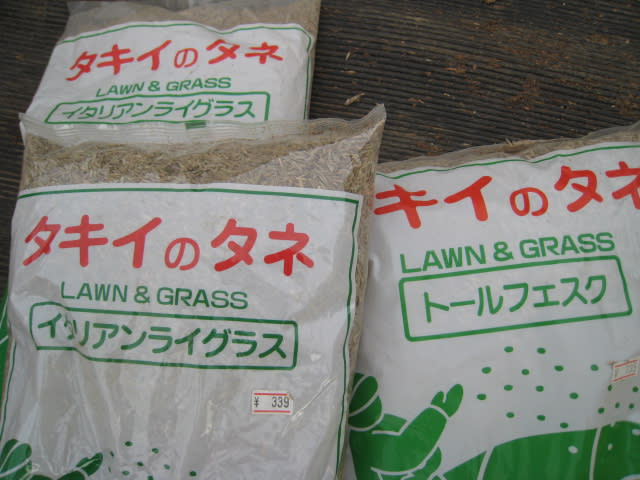 タキイのタネ
LAWN & GRASS
イタリアンライグラス
タキイのタネ
LAWN & GRASS
イタリアンライグラス
¥ 339
キイのタネ
LAWN & GRASS
トールフェスク